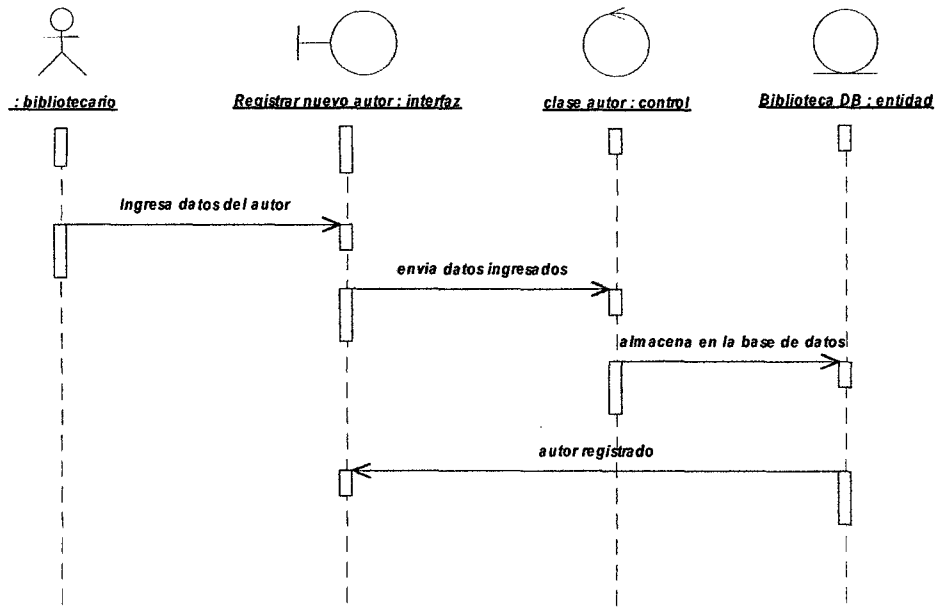 : bibliotecario
Registrar nuevo autor : interfaz
clase autor : control
Biblioteca DB : entidad
Ingresa datos del autor
envia datos ingresados
almacena en la base de datos
autor registrado